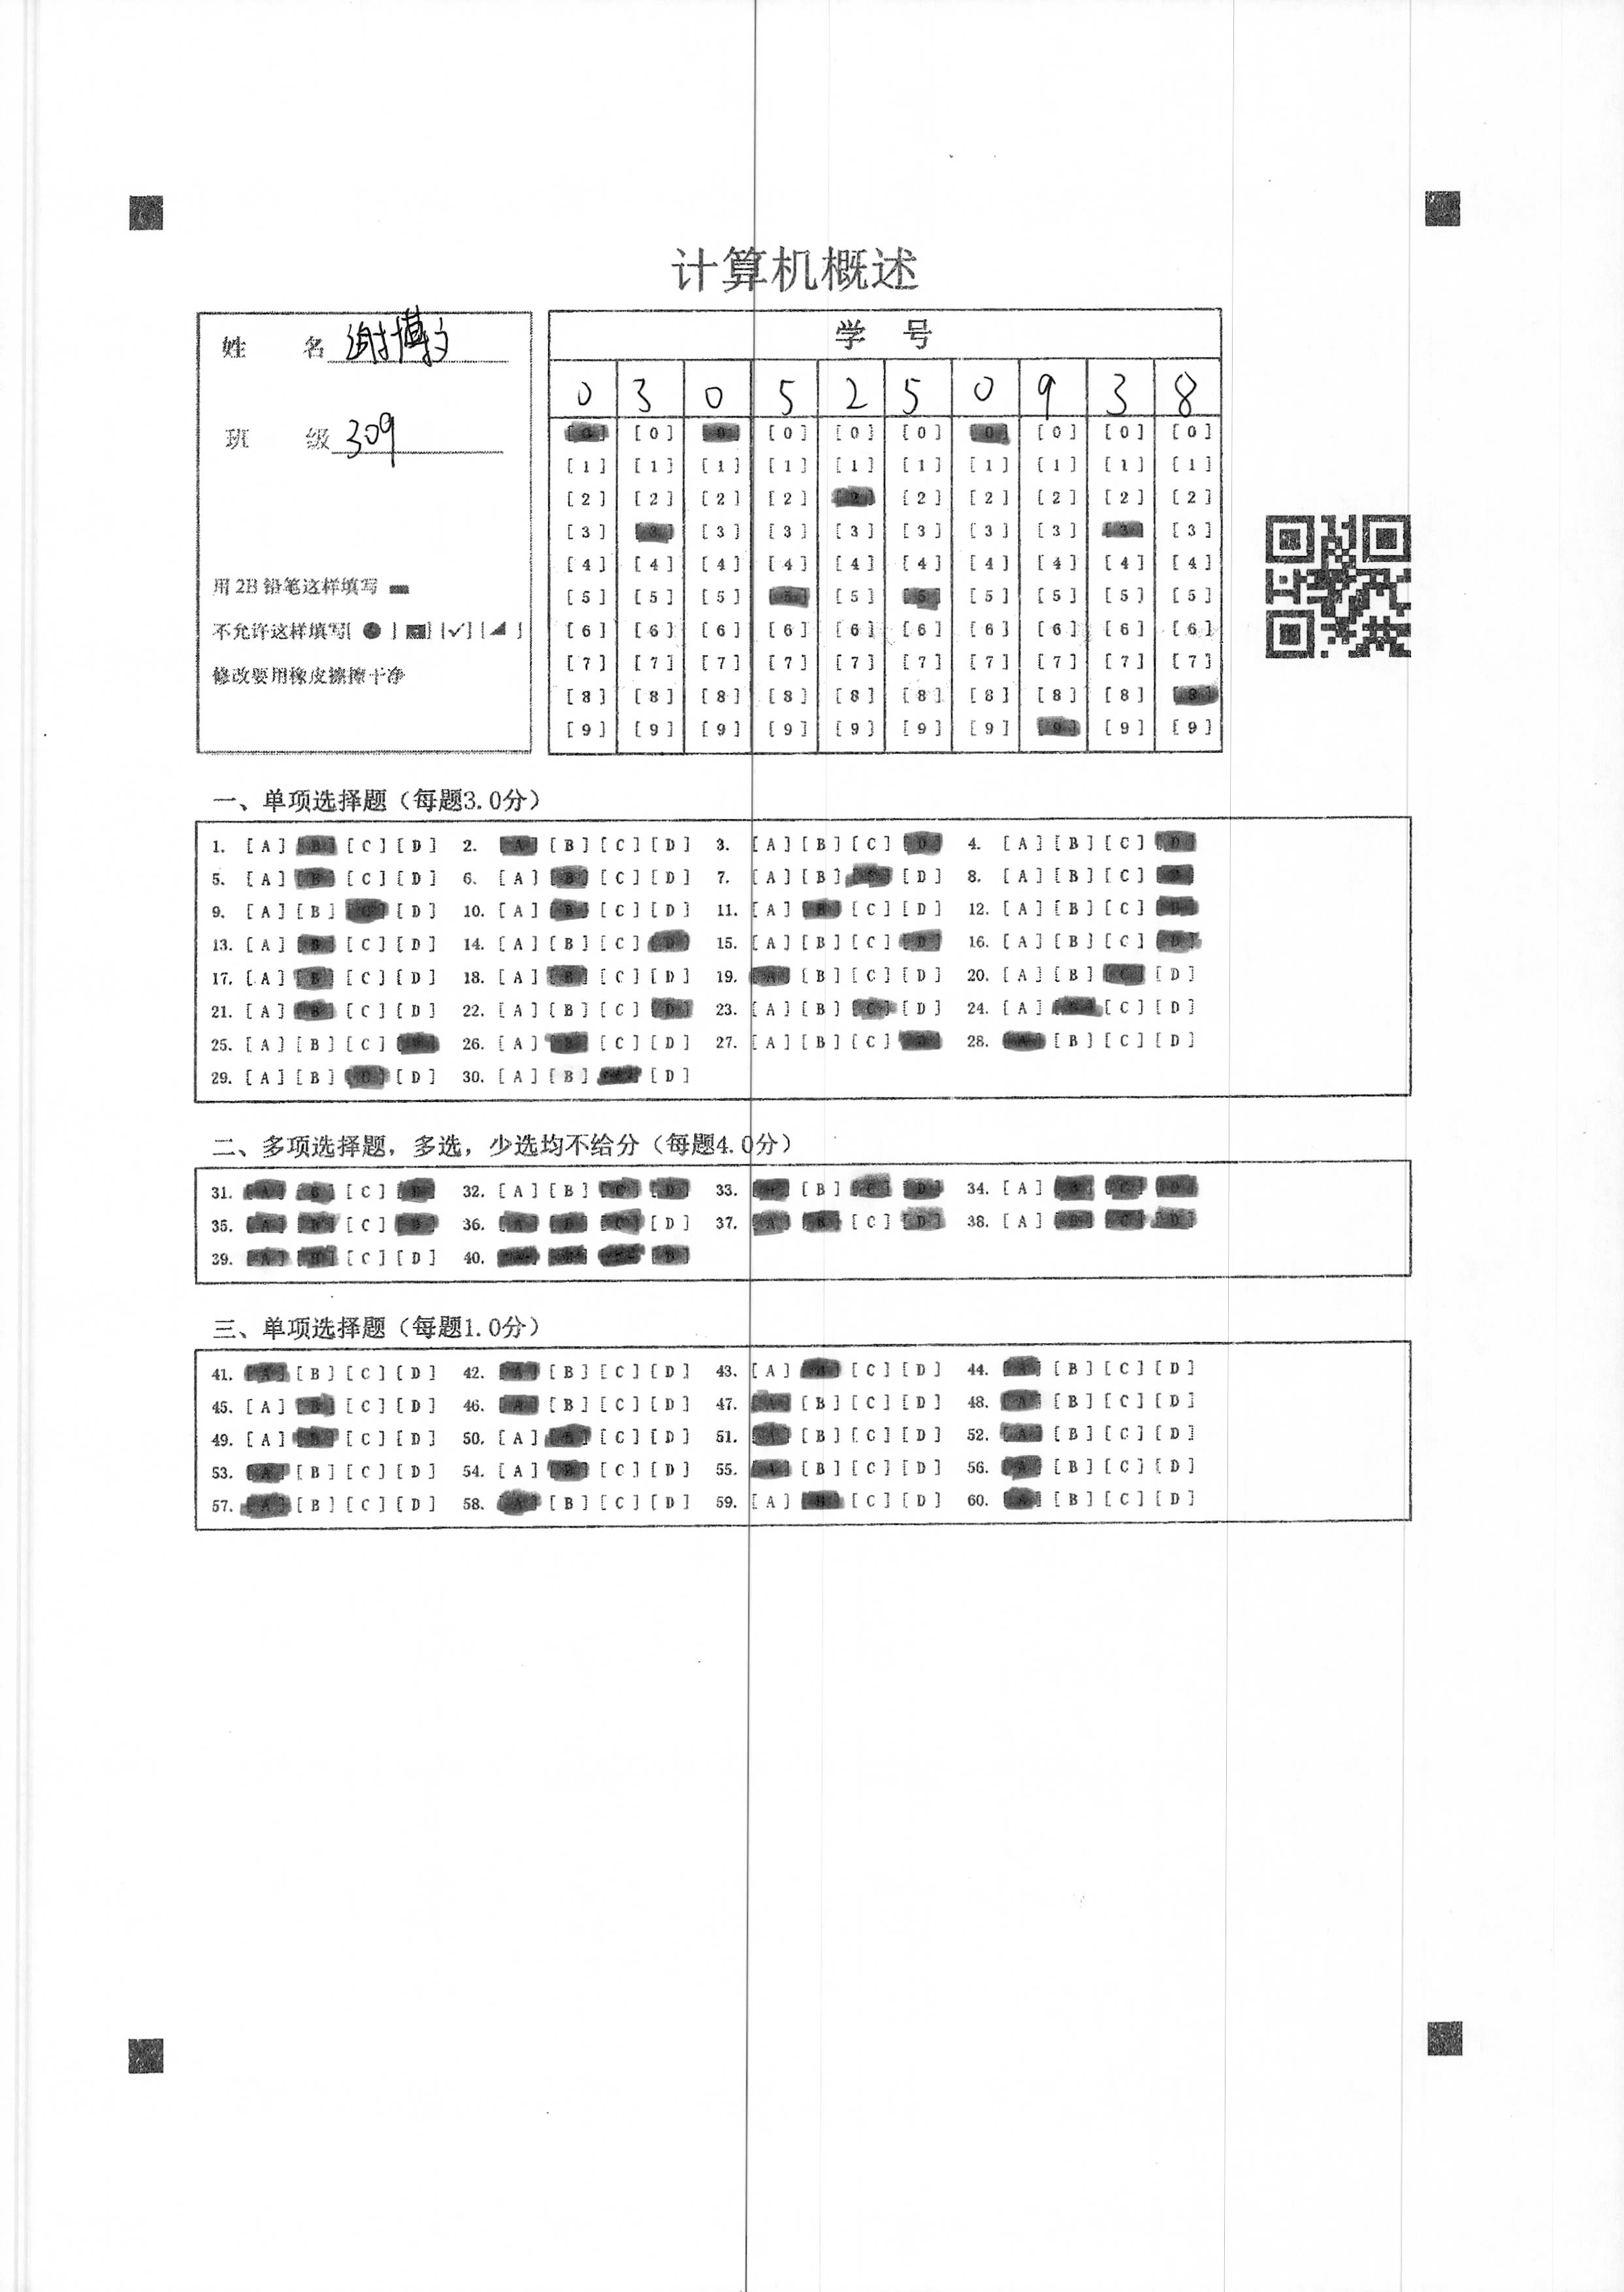 计算机概述
姓 名 谢博文
班 级 309
用2B铅笔这样填写
不允许这样填写[ ● ] [ ] [✓] [ ]
修改要用橡皮擦擦干净
学 号
0 3 0 5 2 5 0 9 3 8
[0] [0] [0] [0] [0] [0] [0] [0] [0] [0]
[1] [1] [1] [1] [1] [1] [1] [1] [1] [1]
[2] [2] [2] [2] [2] [2] [2] [2] [2] [2]
[3] [3] [3] [3] [3] [3] [3] [3] [3] [3]
[4] [4] [4] [4] [4] [4] [4] [4] [4] [4]
[5] [5] [5] [5] [5] [5] [5] [5] [5] [5]
[6] [6] [6] [6] [6] [6] [6] [6] [6] [6]
[7] [7] [7] [7] [7] [7] [7] [7] [7] [7]
[8] [8] [8] [8] [8] [8] [8] [8] [8] [8]
[9] [9] [9] [9] [9] [9] [9] [9] [9] [9]
一、单项选择题（每题3.0分）
1. [A] [B] [C] [D] 2. [A] [B] [C] [D] 3. [A] [B] [C] [D] 4. [A] [B] [C] [D]
5. [A] [B] [C] [D] 6. [A] [B] [C] [D] 7. [A] [B] [C] [D] 8. [A] [B] [C] [D]
9. [A] [B] [C] [D] 10. [A] [B] [C] [D] 11. [A] [B] [C] [D] 12. [A] [B] [C] [D]
13. [A] [B] [C] [D] 14. [A] [B] [C] [D] 15. [A] [B] [C] [D] 16. [A] [B] [C] [D]
17. [A] [B] [C] [D] 18. [A] [B] [C] [D] 19. [A] [B] [C] [D] 20. [A] [B] [C] [D]
21. [A] [B] [C] [D] 22. [A] [B] [C] [D] 23. [A] [B] [C] [D] 24. [A] [B] [C] [D]
25. [A] [B] [C] [D] 26. [A] [B] [C] [D] 27. [A] [B] [C] [D] 28. [A] [B] [C] [D]
29. [A] [B] [C] [D] 30. [A] [B] [C] [D]
二、多项选择题，多选，少选均不给分（每题4.0分）
31. [A] [B] [C] [D] 32. [A] [B] [C] [D] 33. [A] [B] [C] [D] 34. [A] [B] [C] [D]
35. [A] [B] [C] [D] 36. [A] [B] [C] [D] 37. [A] [B] [C] [D] 38. [A] [B] [C] [D]
39. [A] [B] [C] [D] 40. [A] [B] [C] [D]
三、单项选择题（每题1.0分）
41. [A] [B] [C] [D] 42. [A] [B] [C] [D] 43. [A] [B] [C] [D] 44. [A] [B] [C] [D]
45. [A] [B] [C] [D] 46. [A] [B] [C] [D] 47. [A] [B] [C] [D] 48. [A] [B] [C] [D]
49. [A] [B] [C] [D] 50. [A] [B] [C] [D] 51. [A] [B] [C] [D] 52. [A] [B] [C] [D]
53. [A] [B] [C] [D] 54. [A] [B] [C] [D] 55. [A] [B] [C] [D] 56. [A] [B] [C] [D]
57. [A] [B] [C] [D] 58. [A] [B] [C] [D] 59. [A] [B] [C] [D] 60. [A] [B] [C] [D]